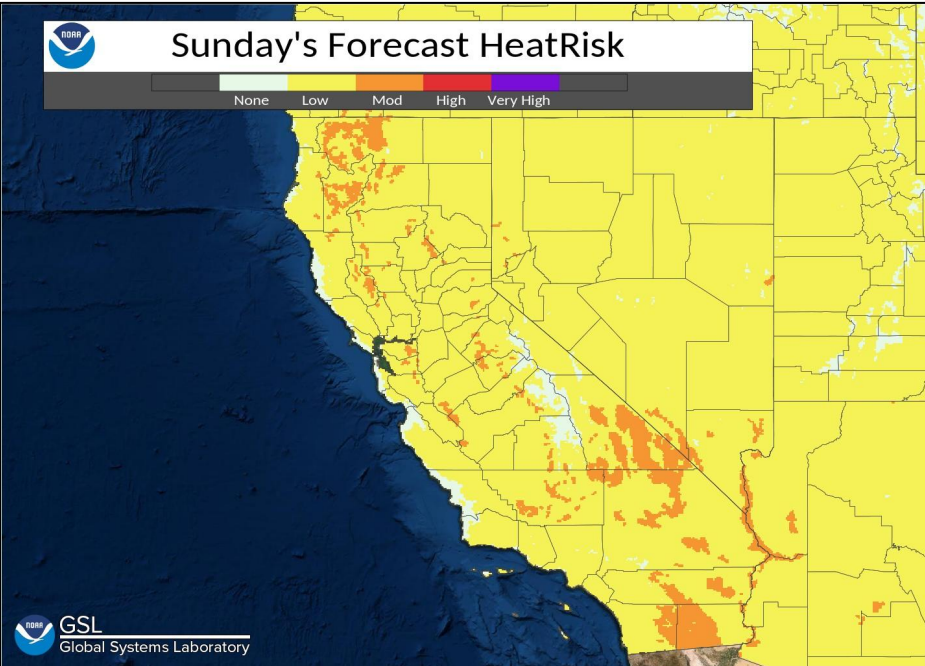 NOAA
Sunday's Forecast HeatRisk
None Low Mod High Very High
NOAA
GSL
Global Systems Laboratory